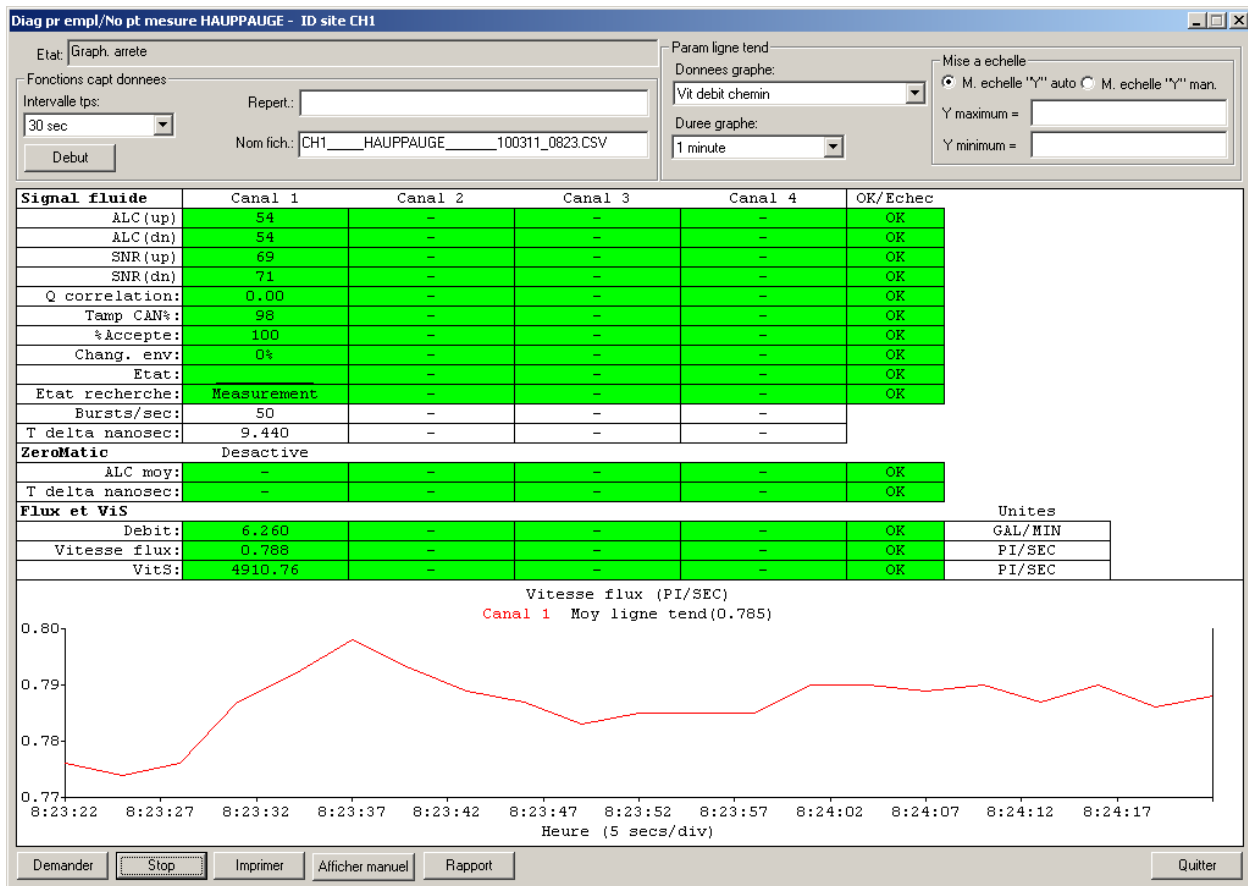 Diag pr empl/No pt mesure HAUPPAUGE - ID site CH1
Etat: Graph. arrete
Fonctions capt donnees
Intervalle tps:
30 sec
Debut
Repert.:
Nom fich.: CH1_____HAUPPAUGE______100311_0823.CSV
Param ligne tend
Donnees graphe:
Vit debit chemin
Duree graphe:
1 minute
Mise a echelle
M. echelle "Y" auto M. echelle "Y" man.
Y maximum =
Y minimum =
Signal fluide Canal 1 Canal 2 Canal 3 Canal 4 OK/Echec
ALC(up) 54 - - - OK
ALC(dn) 54 - - - OK
SNR(up) 69 - - - OK
SNR(dn) 71 - - - OK
Q correlation: 0.00 - - - OK
Tamp CAN%: 98 - - - OK
%Accepte: 100 - - - OK
Chang. env: 0% - - - OK
Etat: __________ - - - OK
Etat recherche: Measurement - - - OK
Bursts/sec: 50 - - -
T delta nanosec: 9.440 - - -
ZeroMatic Desactive
ALC moy: - - - - OK
T delta nanosec: - - - - OK
Flux et ViS Unites
Debit: 6.260 - - - OK GAL/MIN
Vitesse flux: 0.788 - - - OK PI/SEC
VitS: 4910.76 - - - OK PI/SEC
Vitesse flux (PI/SEC)
Canal 1 Moy ligne tend(0.785)
0.80
0.79
0.78
0.77
8:23:22 8:23:27 8:23:32 8:23:37 8:23:42 8:23:47 8:23:52 8:23:57 8:24:02 8:24:07 8:24:12 8:24:17
Heure (5 secs/div)
Demander Stop Imprimer Afficher manuel Rapport Quitter